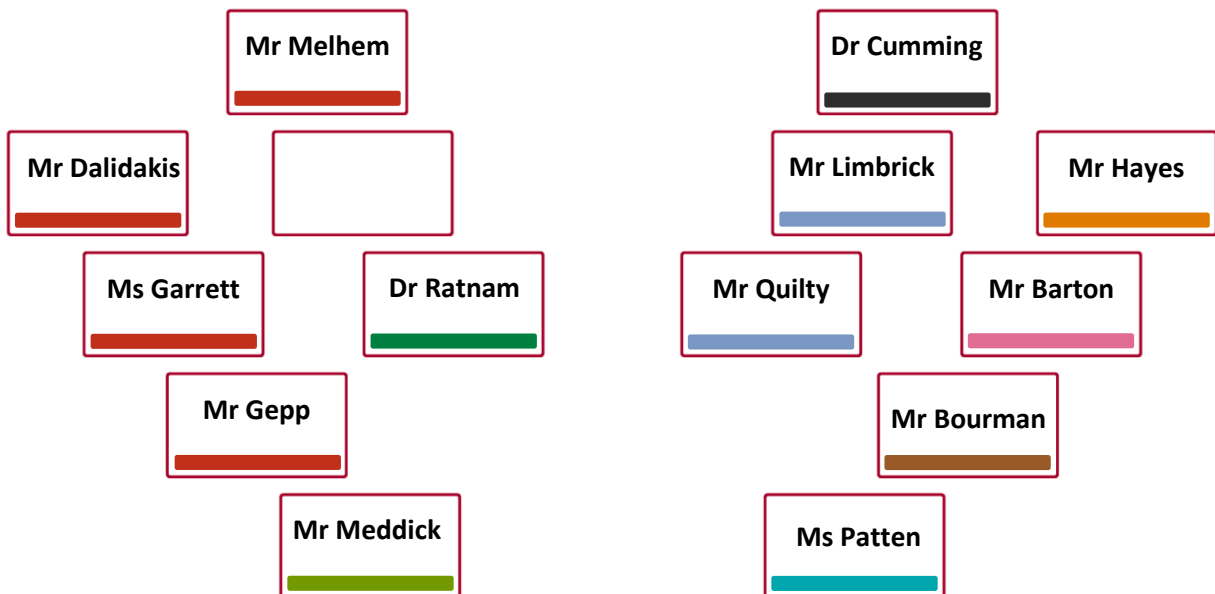 Mr Melhem
Dr Cumming
Mr Dalidakis
Mr Limbrick
Mr Hayes
Ms Garrett
Dr Ratnam
Mr Quilty
Mr Barton
Mr Gepp
Mr Bourman
Mr Meddick
Ms Patten